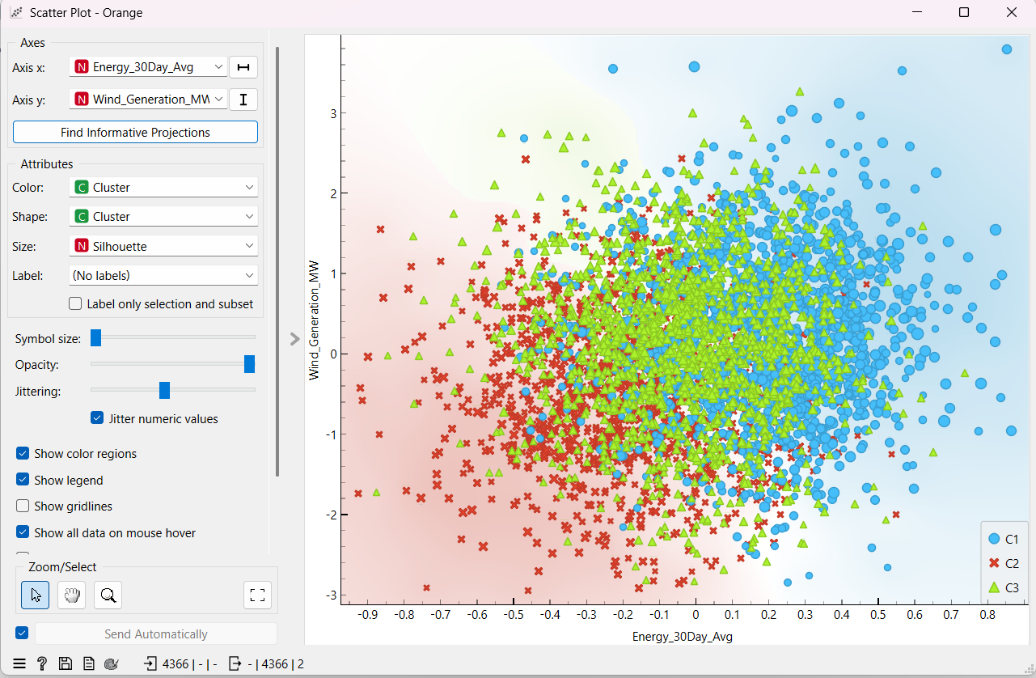 Scatter Plot - Orange
Axes
Axis x: N Energy_30Day_Avg
Axis y: N Wind_Generation_MW
Find Informative Projections
Attributes
Color: C Cluster
Shape: C Cluster
Size: N Silhouette
Label: (No labels)
Label only selection and subset
Symbol size:
Opacity:
Jittering:
Jitter numeric values
Show color regions
Show legend
Show gridlines
Show all data on mouse hover
Zoom/Select
Send Automatically
4366 | - | - - | 4366 | 2
Wind_Generation_MW
3
2
1
0
-1
-2
-3
-0.9 -0.8 -0.7 -0.6 -0.5 -0.4 -0.3 -0.2 -0.1 0 0.1 0.2 0.3 0.4 0.5 0.6 0.7 0.8
Energy_30Day_Avg
C1
C2
C3